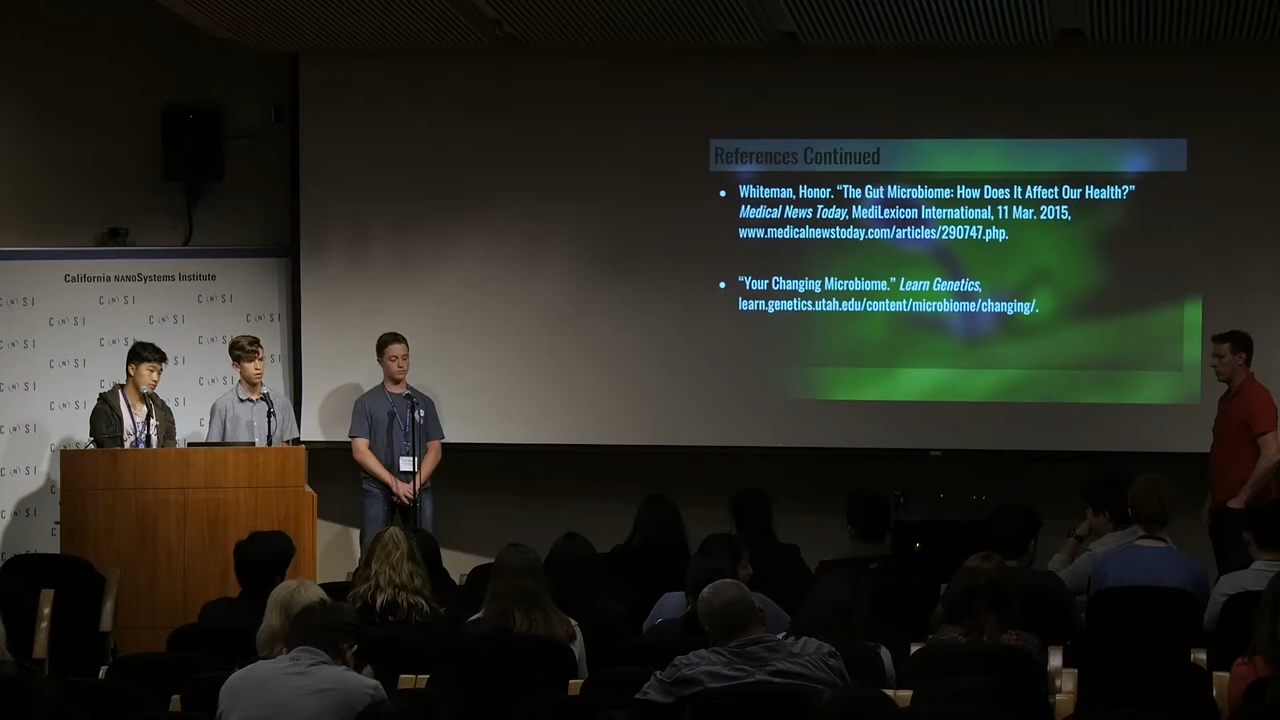 References Continued
Whiteman, Honor. “The Gut Microbiome: How Does It Affect Our Health?”
Medical News Today, MediLexicon International, 11 Mar. 2015,
www.medicalnewstoday.com/articles/290747.php.
“Your Changing Microbiome.” Learn Genetics,
learn.genetics.utah.edu/content/microbiome/changing/.
California NANOSystems Institute
C (N) S I C (N) S I C (N) S I
C (N) S I C (N) S I C (N) S I
C (N) S I
C (N) S I
C (N) S I
C (N) S I
C (N) S I
C (N) S I